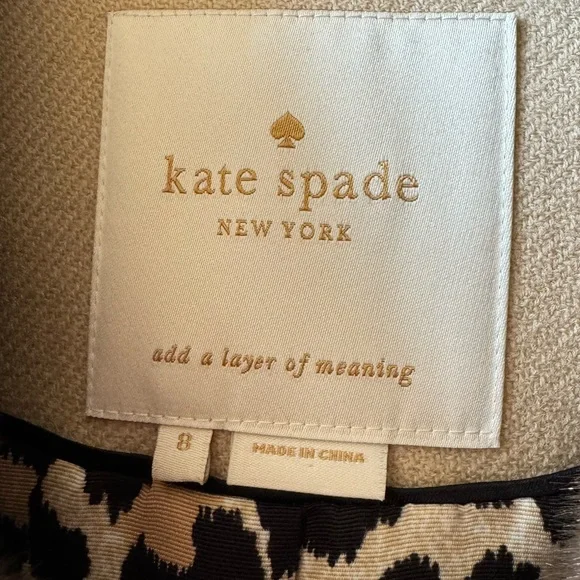 kate spade
NEW YORK
add a layer of meaning
8
MADE IN CHINA